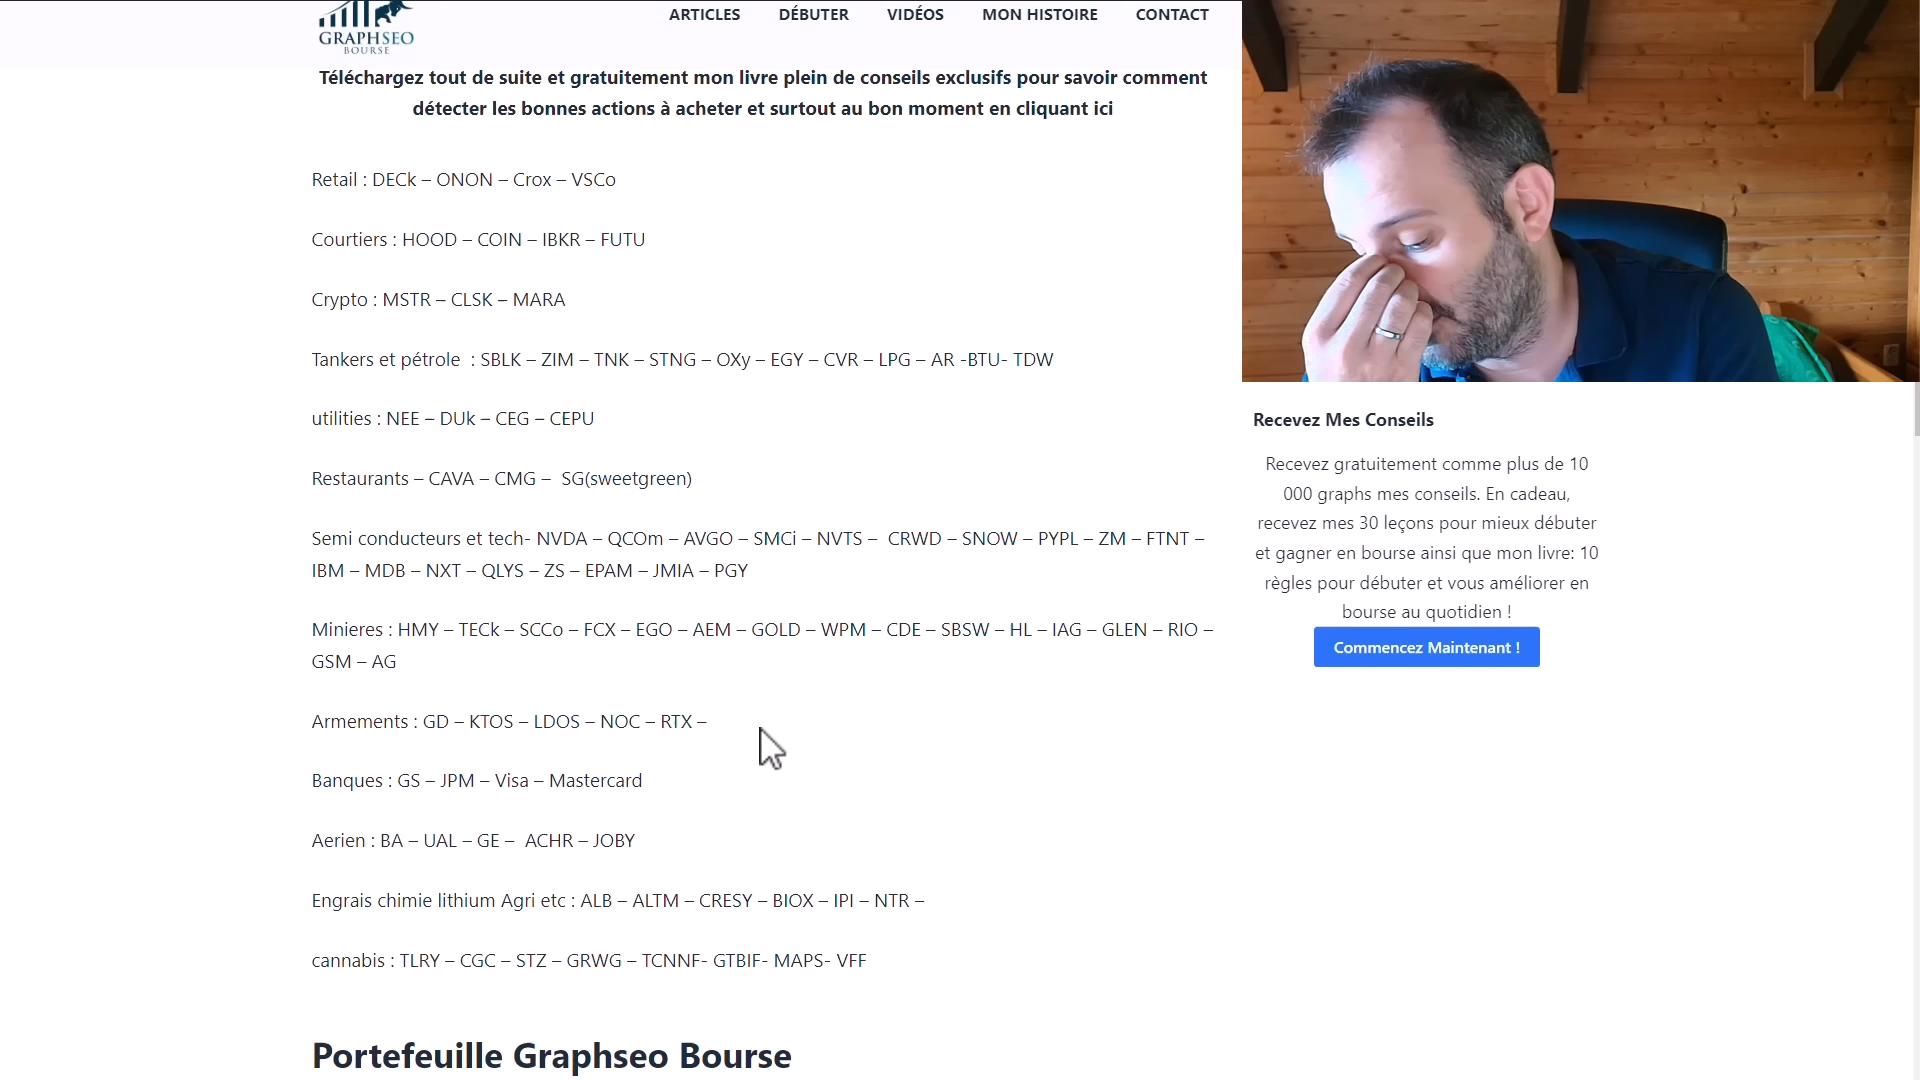 GRAPHSEO
BOURSE
ARTICLES DÉBUTER VIDÉOS MON HISTOIRE CONTACT
Téléchargez tout de suite et gratuitement mon livre plein de conseils exclusifs pour savoir comment
détecter les bonnes actions à acheter et surtout au bon moment en cliquant ici
Retail : DECk – ONON – Crox – VSCo
Courtiers : HOOD – COIN – IBKR – FUTU
Crypto : MSTR – CLSK – MARA
Tankers et pétrole  : SBLK – ZIM – TNK – STNG – OXy – EGY – CVR – LPG – AR -BTU- TDW
utilities : NEE – DUk – CEG – CEPU
Restaurants – CAVA – CMG –  SG(sweetgreen)
Semi conducteurs et tech- NVDA – QCOm – AVGO – SMCi – NVTS –  CRWD – SNOW – PYPL – ZM – FTNT –
IBM – MDB – NXT – QLYS – ZS – EPAM – JMIA – PGY
Minieres : HMY – TECk – SCCo – FCX – EGO – AEM – GOLD – WPM – CDE – SBSW – HL – IAG – GLEN – RIO –
GSM – AG
Armements : GD – KTOS – LDOS – NOC – RTX –
Banques : GS – JPM – Visa – Mastercard
Aerien : BA – UAL – GE –  ACHR – JOBY
Engrais chimie lithium Agri etc : ALB – ALTM – CRESY – BIOX – IPI – NTR –
cannabis : TLRY – CGC – STZ – GRWG – TCNNF- GTBIF- MAPS- VFF
Portefeuille Graphseo Bourse
Recevez Mes Conseils
Recevez gratuitement comme plus de 10
000 graphs mes conseils. En cadeau,
recevez mes 30 leçons pour mieux débuter
et gagner en bourse ainsi que mon livre: 10
règles pour débuter et vous améliorer en
bourse au quotidien !
Commencez Maintenant !